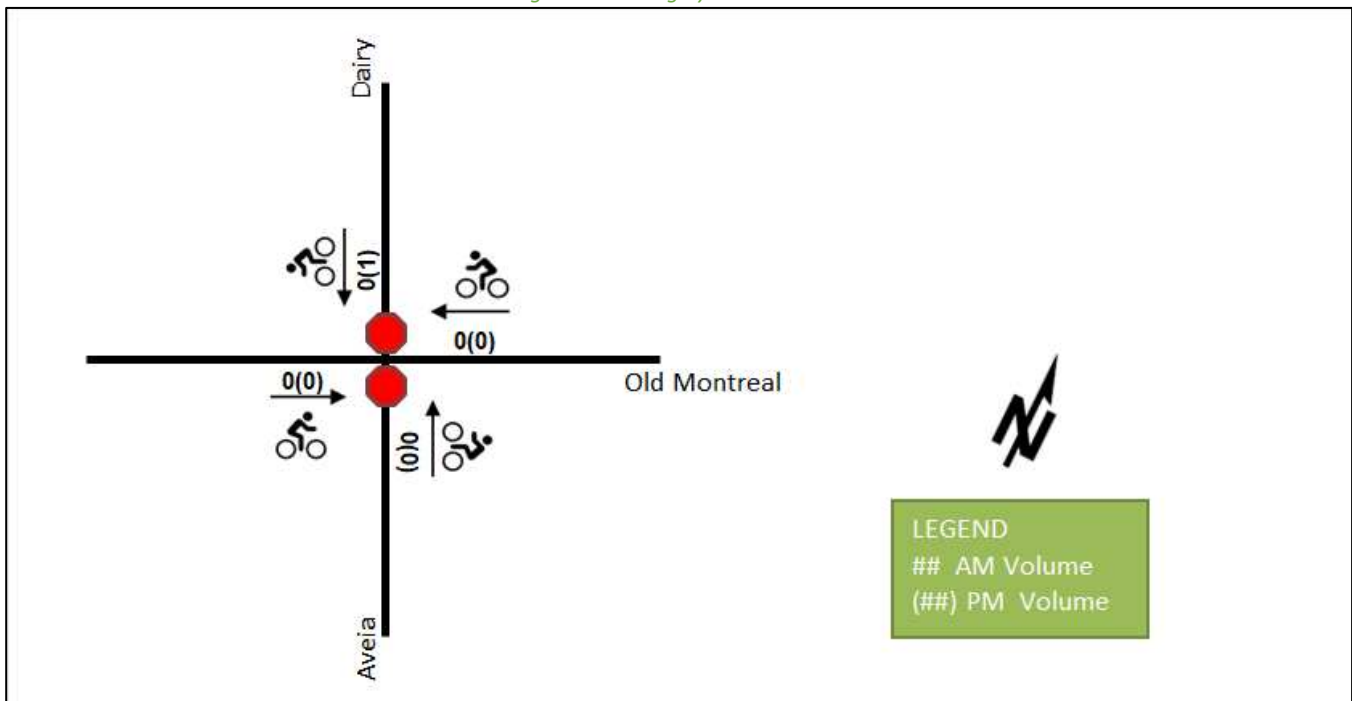 Dairy
0(1)
0(0)
0(0)
Old Montreal
0(0)
Aveia
N
LEGEND
## AM Volume
(##) PM Volume